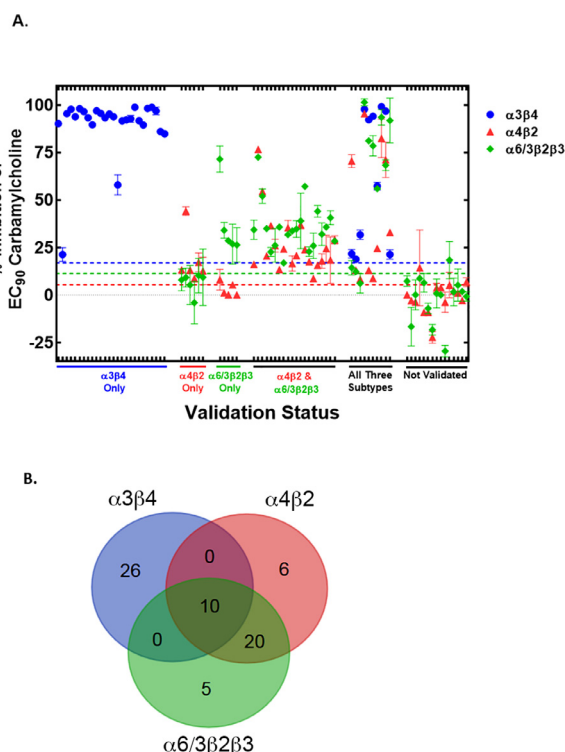 A.
EC90 Carbamylcholine
100
75
50
25
0
-25
α3β4
α4β2
α6/3β2β3
α3β4
Only
α4β2
Only
α6/3β2β3
Only
α4β2 &
α6/3β2β3
All Three
Subtypes
Not Validated
Validation Status
B.
α3β4
α4β2
26
0
6
10
0
20
5
α6/3β2β3